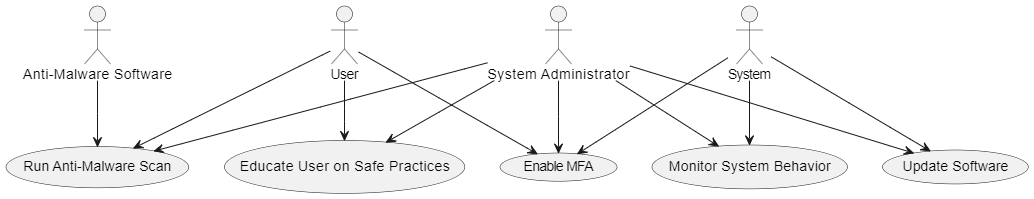 Anti-Malware Software
User
System Administrator
System
Run Anti-Malware Scan
Educate User on Safe Practices
Enable MFA
Monitor System Behavior
Update Software